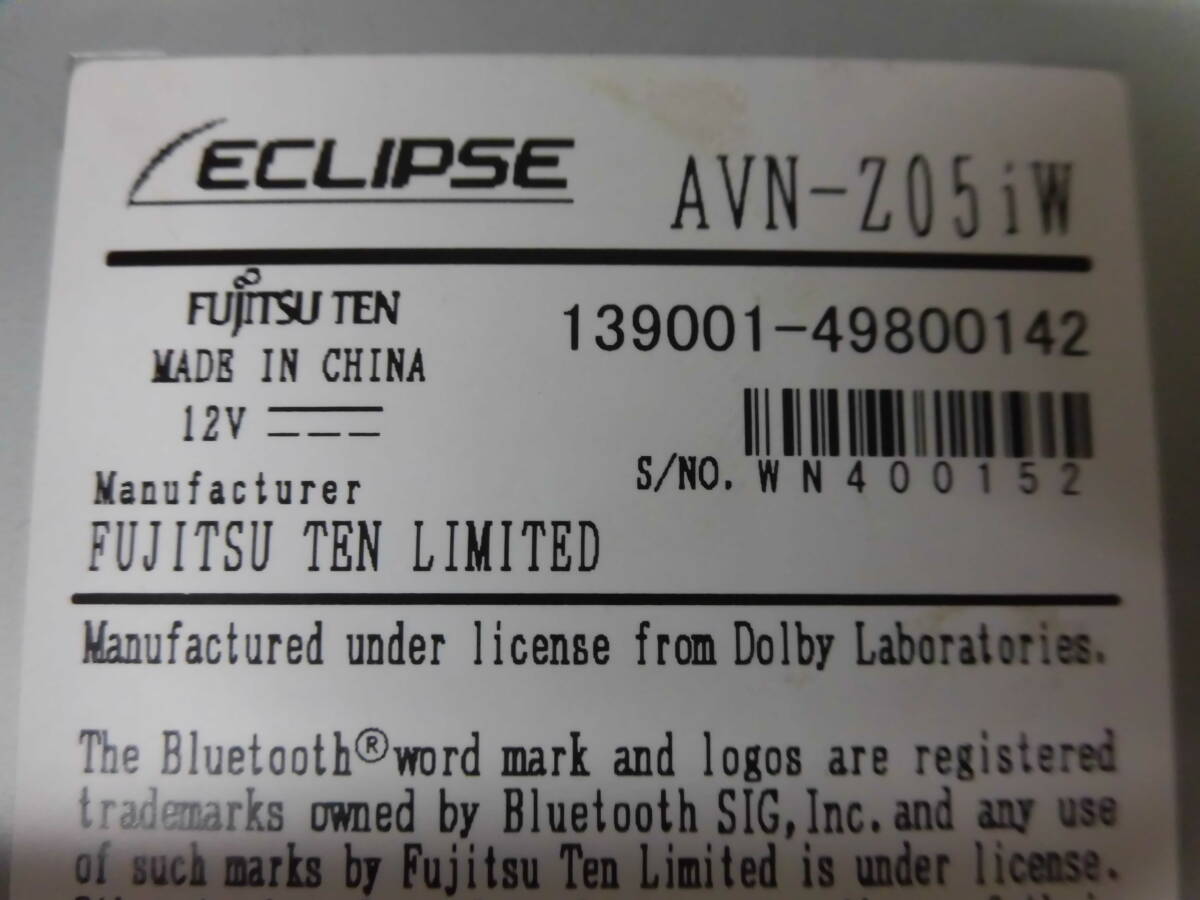 ECLIPSE AVN-Z05iW
FUJITSU TEN
139001-49800142
MADE IN CHINA
12V
S/NO. WN400152
Manufacturer
FUJITSU TEN LIMITED
Manufactured under license from Dolby Laboratories.
The Bluetooth® word mark and logos are registered
trademarks owned by Bluetooth SIG, Inc. and any use
of such marks by Fujitsu Ten Limited is under license.